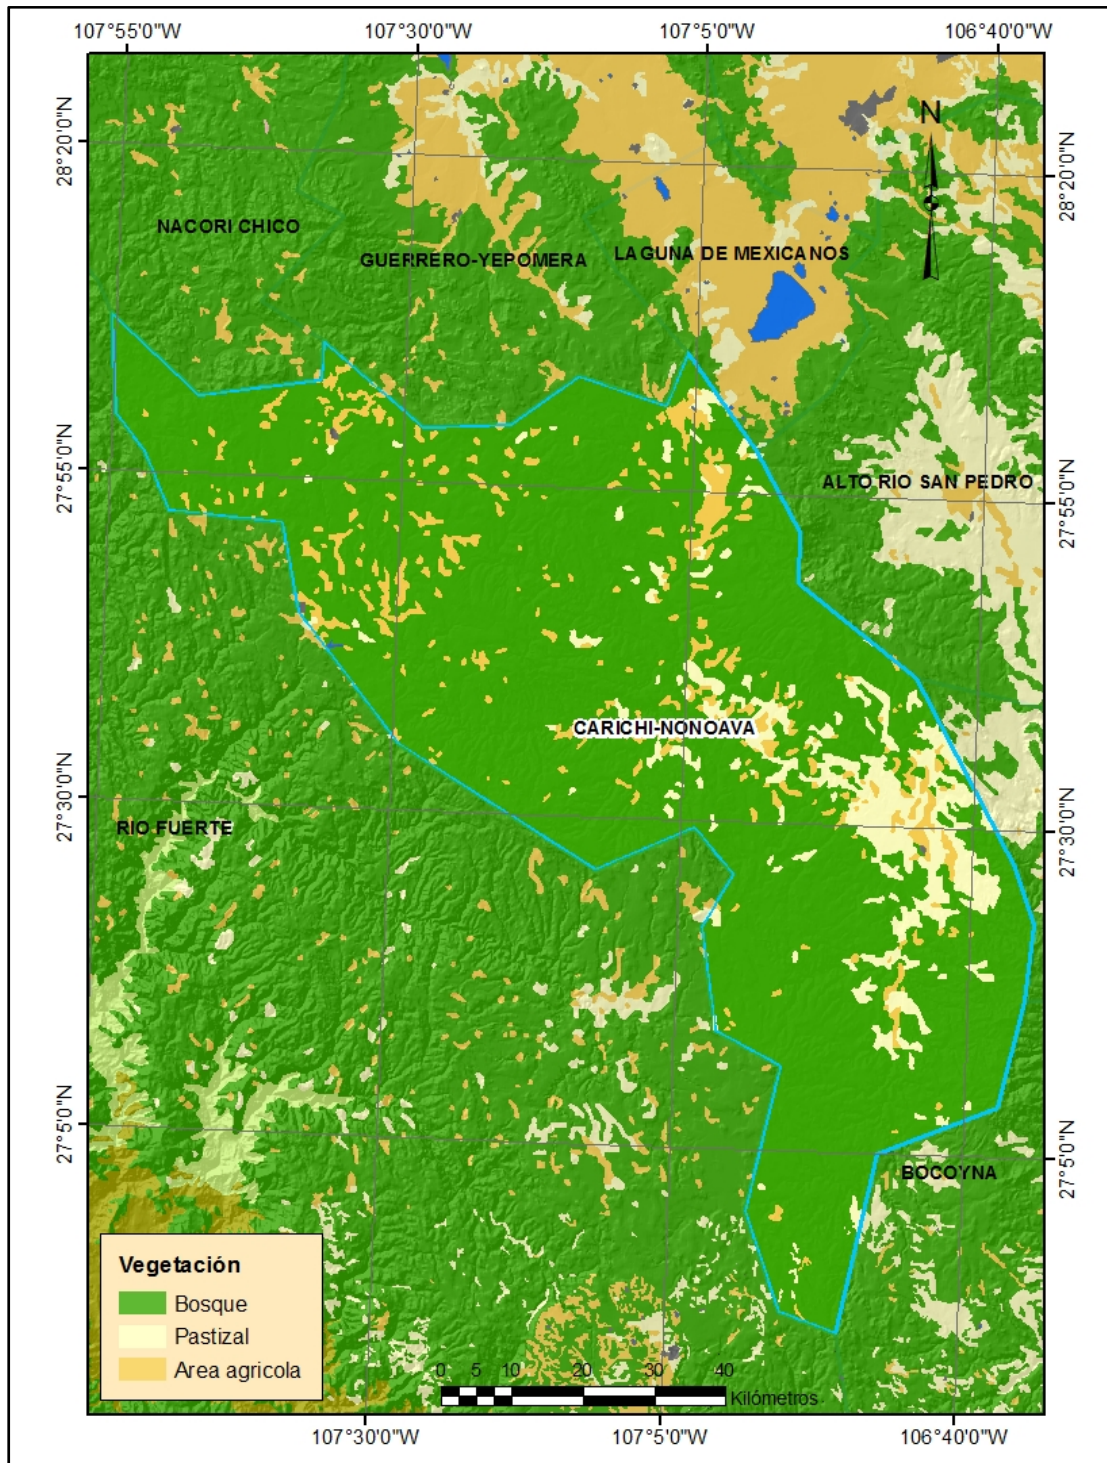 107°55'0"W 107°30'0"W 107°5'0"W 106°40'0"W
28°20'0"N
28°20'0"N
N
NACORI CHICO
GUERRERO-YEPOMERA
LAGUNA DE MEXICANOS
27°55'0"N
27°55'0"N
ALTO RIO SAN PEDRO
CARICHI-NONOAVA
27°30'0"N
27°30'0"N
RIO FUERTE
27°5'0"N
27°5'0"N
BOCOYNA
Vegetación
Bosque
Pastizal
Area agricola
0 5 10 20 30 40
Kilómetros
107°30'0"W 107°5'0"W 106°40'0"W